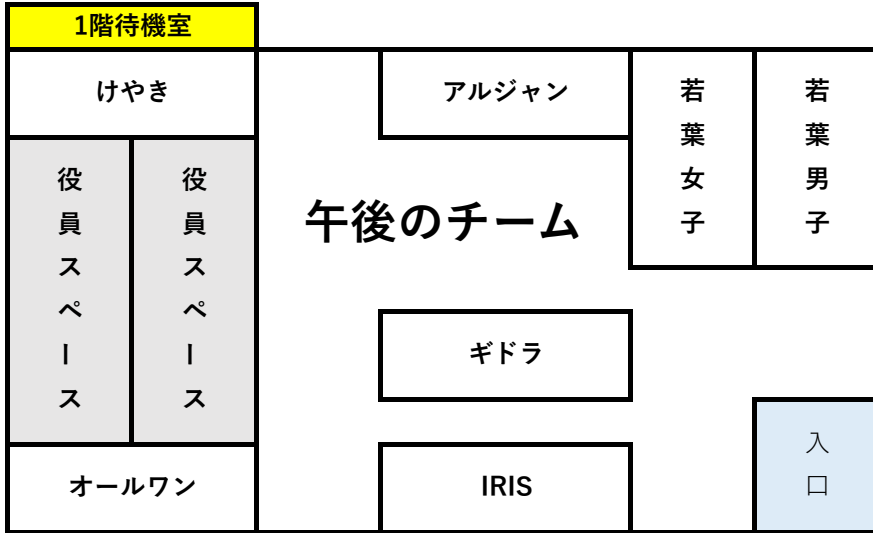 1階待機室
けやき
アルジャン
若葉女子
若葉男子
役員スペース
役員スペース
午後のチーム
ギドラ
オールワン
IRIS
入口